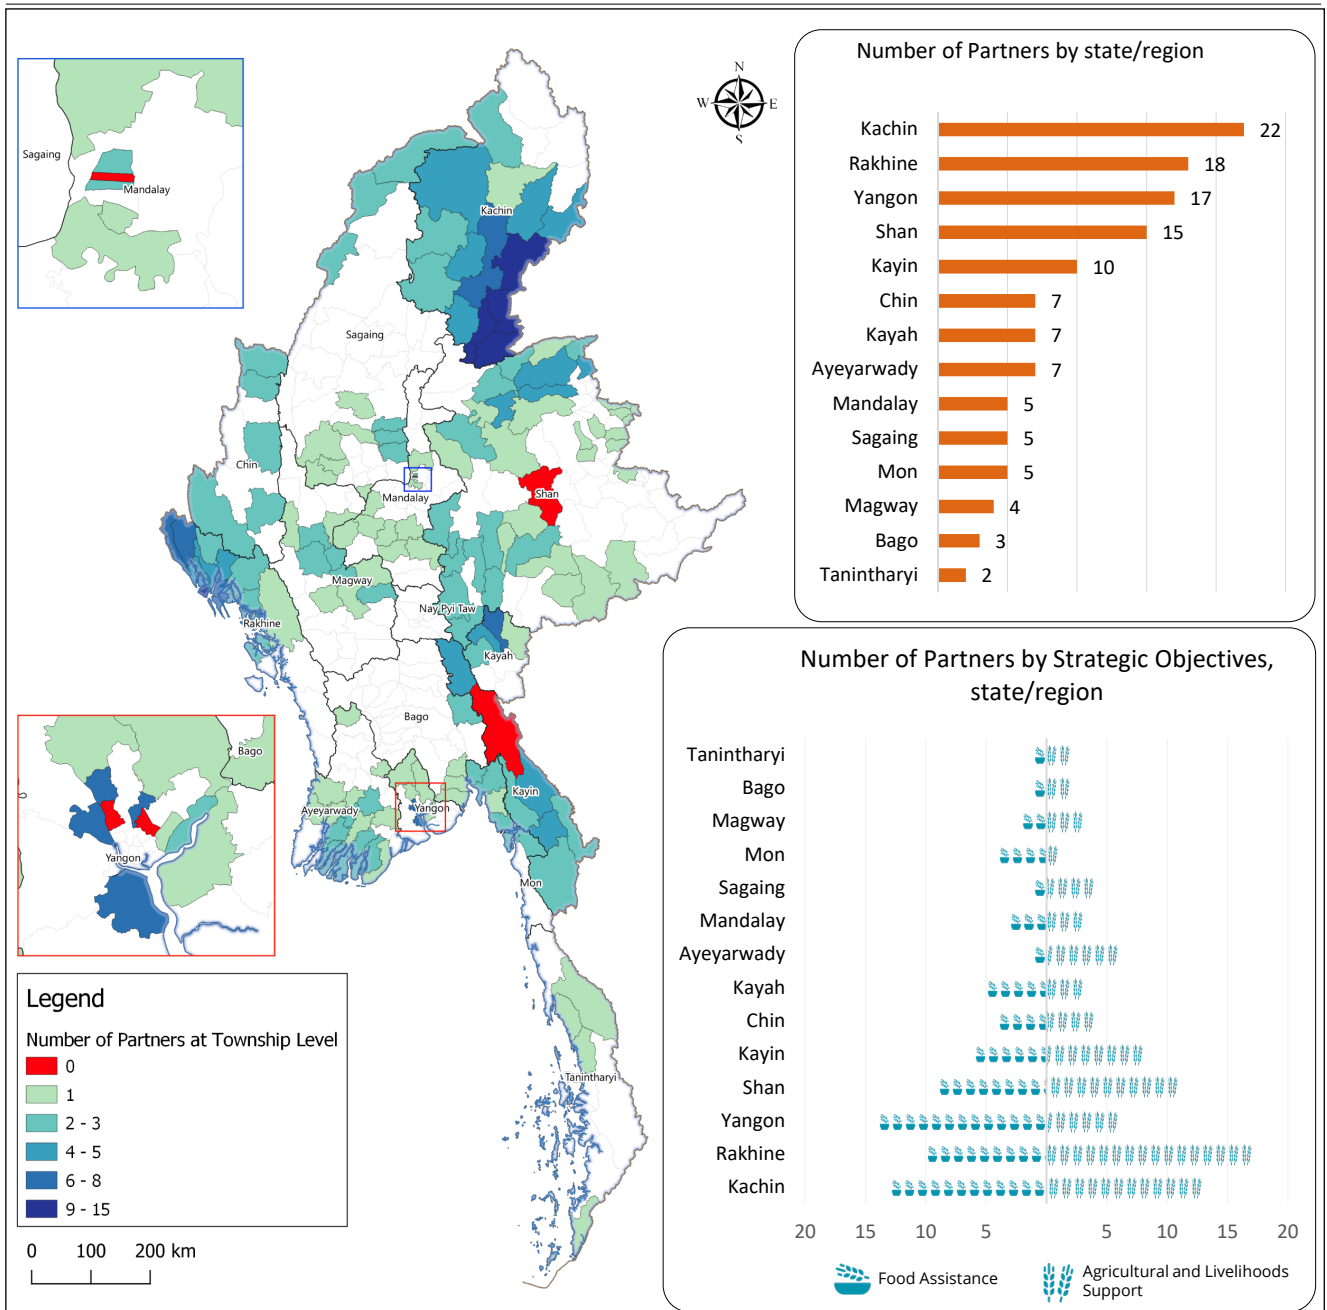 Sagaing
Mandalay
N
W
E
S
Kachin
Sagaing
Chin
Mandalay
Shan
Magway
Nay Pyi Taw
Rakhine
Kayah
Bago
Ayeyarwady
Yangon
Kayin
Mon
Tanintharyi
Bago
Yangon
Legend
Number of Partners at Township Level
0
1
2 - 3
4 - 5
6 - 8
9 - 15
0 100 200 km
Number of Partners by state/region
Kachin 22
Rakhine 18
Yangon 17
Shan 15
Kayin 10
Chin 7
Kayah 7
Ayeyarwady 7
Mandalay 5
Sagaing 5
Mon 5
Magway 4
Bago 3
Tanintharyi 2
Number of Partners by Strategic Objectives,
state/region
Tanintharyi
Bago
Magway
Mon
Sagaing
Mandalay
Ayeyarwady
Kayah
Chin
Kayin
Shan
Yangon
Rakhine
Kachin
20 15 10 5 5 10 15 20
Food Assistance
Agricultural and Livelihoods
Support